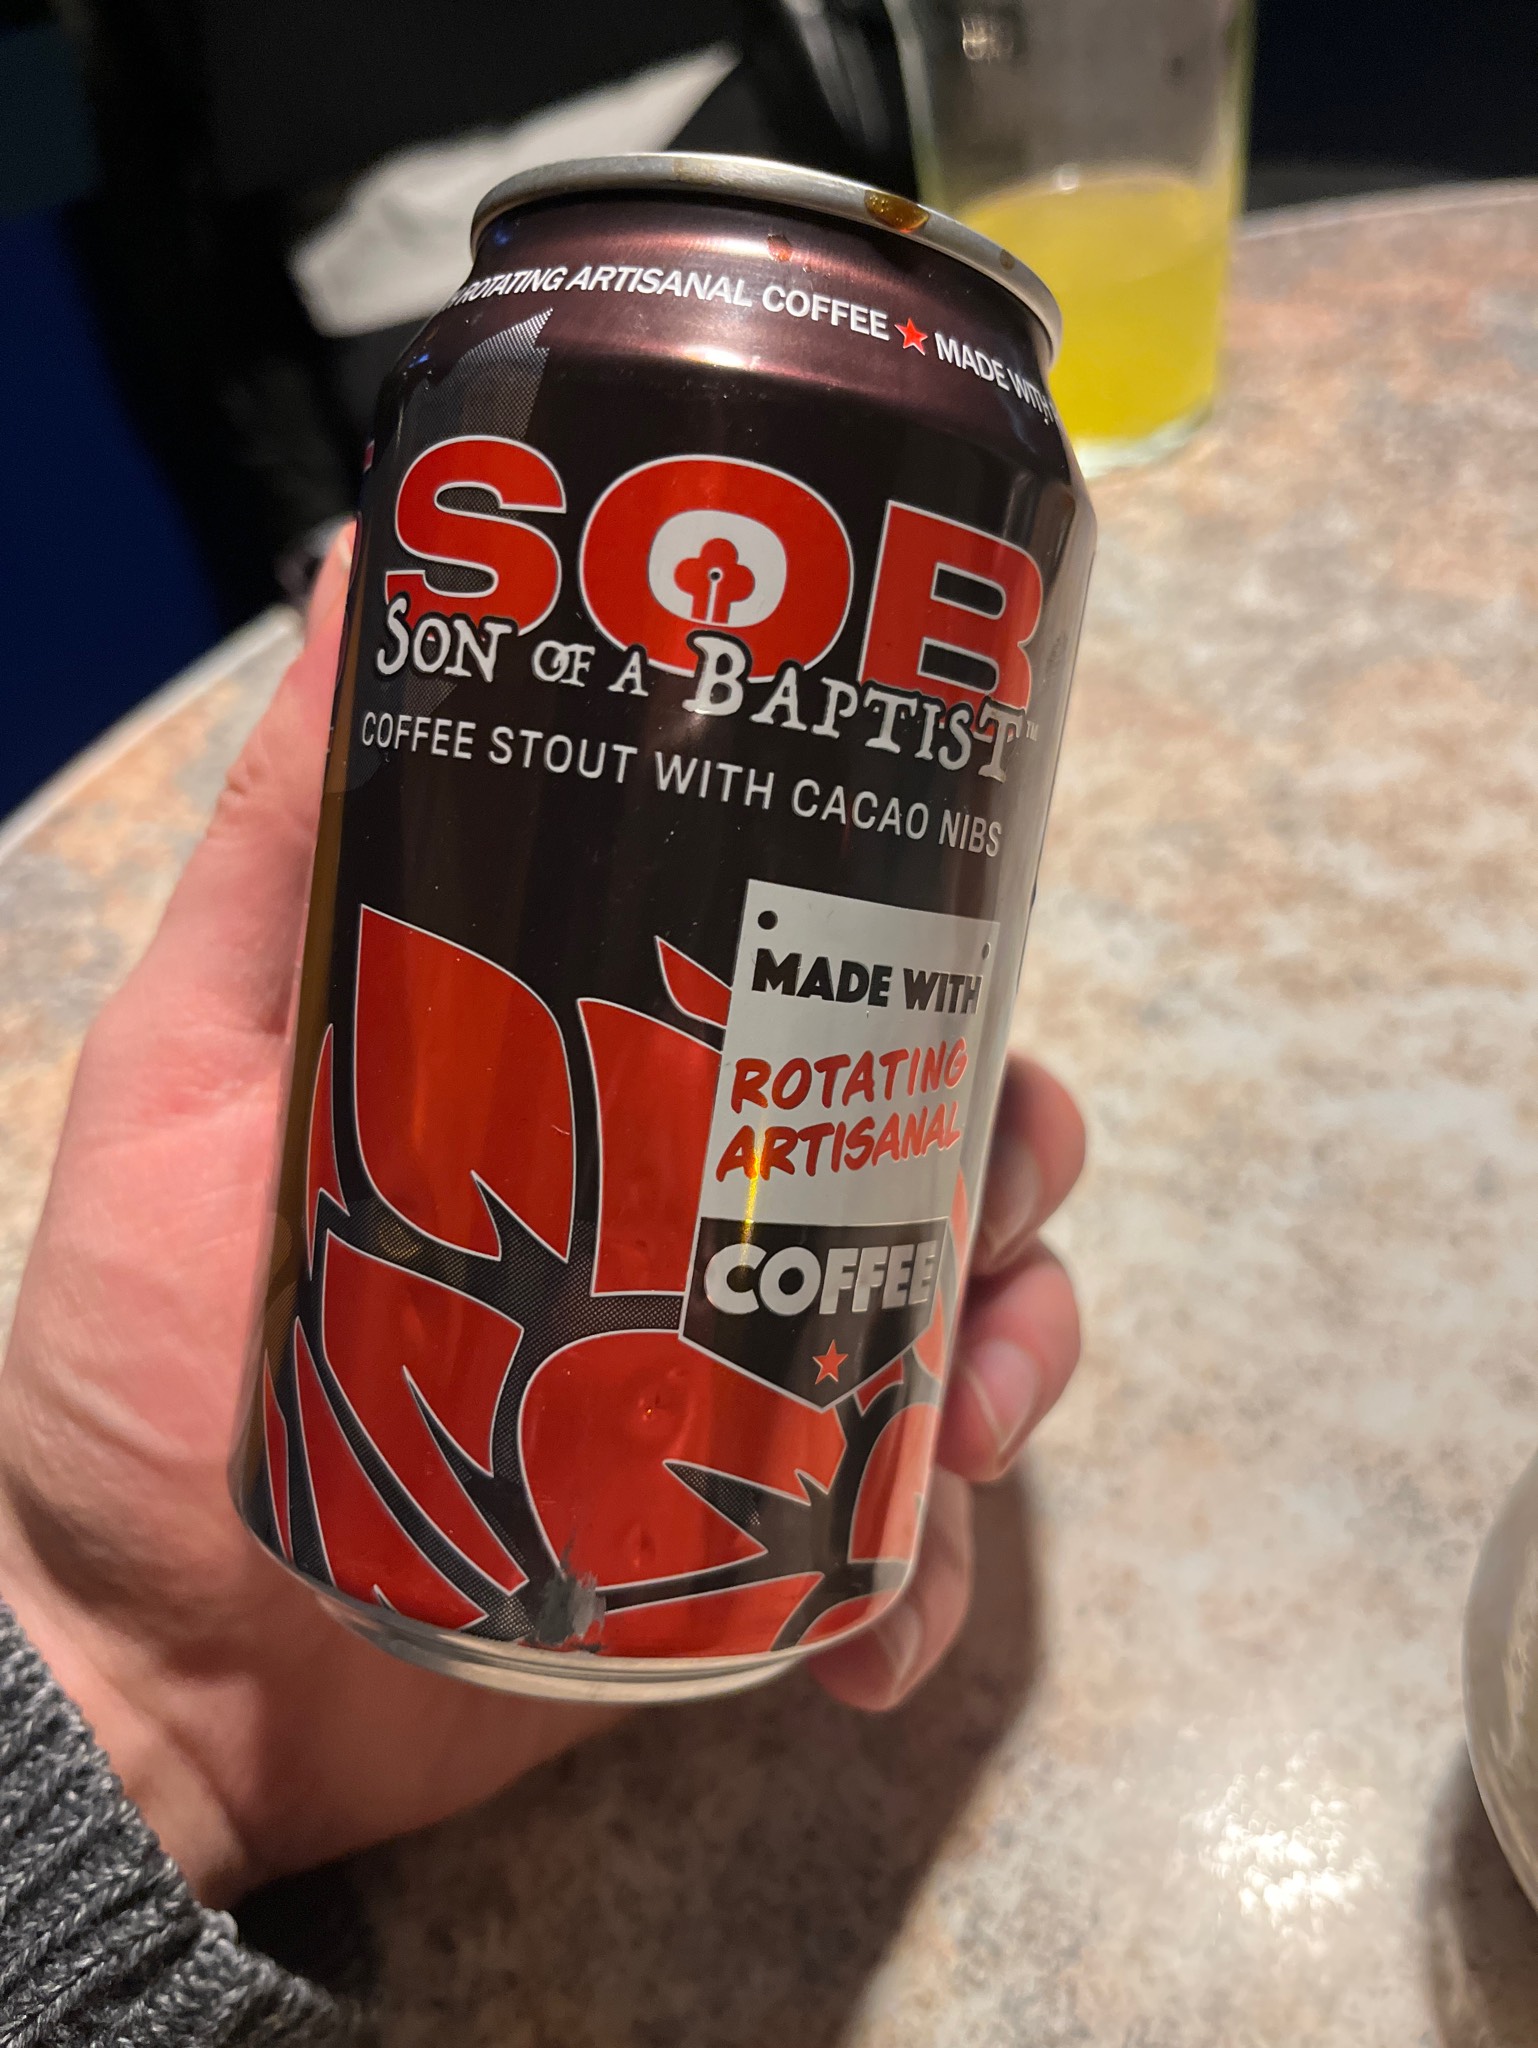 ROTATING ARTISANAL COFFEE ★ MADE WITH
SOB
SON OF A BAPTIST™
COFFEE STOUT WITH CACAO NIBS
MADE WITH
ROTATING
ARTISANAL
COFFEE